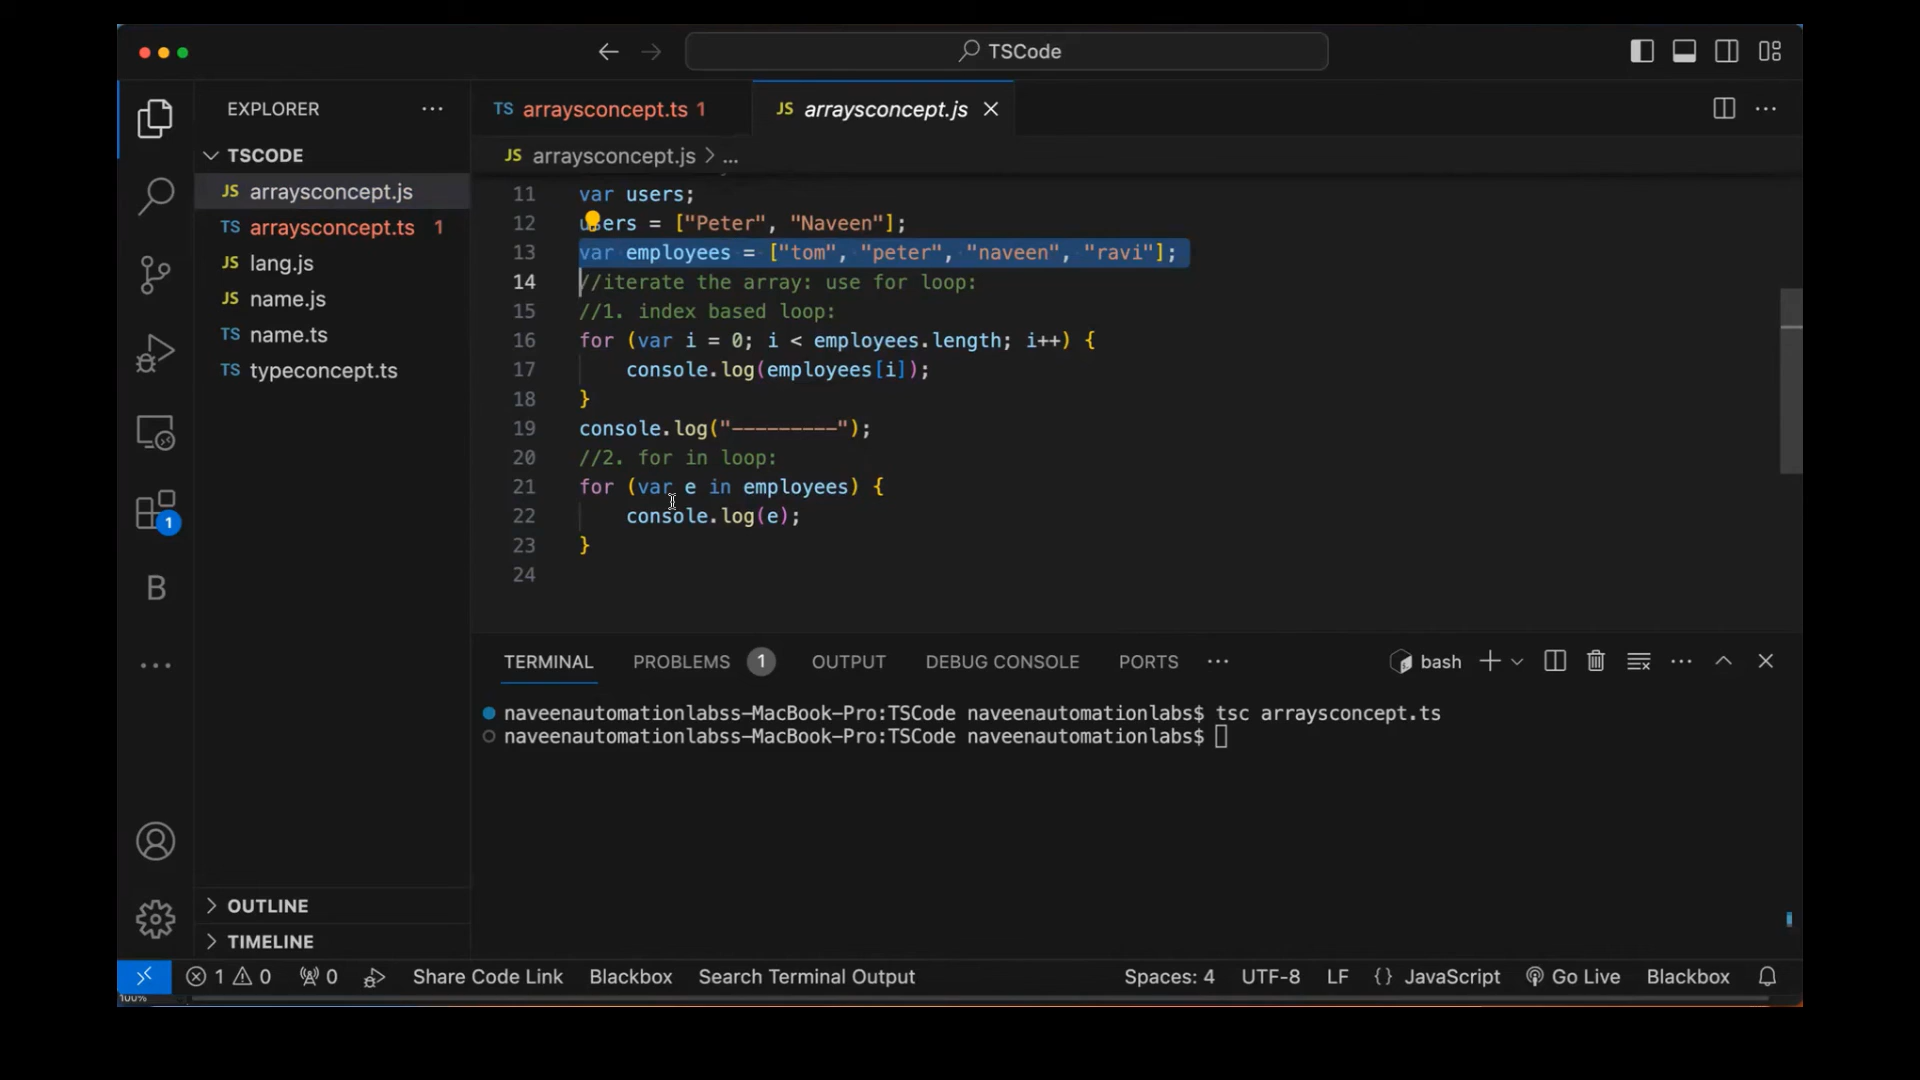 TSCode
EXPLORER
TSCODE
JS arraysconcept.js
TS arraysconcept.ts 1
JS lang.js
JS name.js
TS name.ts
TS typeconcept.ts
OUTLINE
TIMELINE
1
B
TS arraysconcept.ts 1
JS arraysconcept.js
JS arraysconcept.js > ...
11 var users;
12 users = ["Peter", "Naveen"];
13 var employees = ["tom", "peter", "naveen", "ravi"];
14 //iterate the array: use for loop:
15 //1. index based loop:
16 for (var i = 0; i < employees.length; i++) {
17 console.log(employees[i]);
18 }
19 console.log("---------");
20 //2. for in loop:
21 for (var e in employees) {
22 console.log(e);
23 }
24
TERMINAL PROBLEMS 1 OUTPUT DEBUG CONSOLE PORTS ... bash
naveenautomationlabss-MacBook-Pro:TSCode naveenautomationlabs$ tsc arraysconcept.ts
naveenautomationlabss-MacBook-Pro:TSCode naveenautomationlabs$
1 0 0 Share Code Link Blackbox Search Terminal Output Spaces: 4 UTF-8 LF {} JavaScript Go Live Blackbox
100%